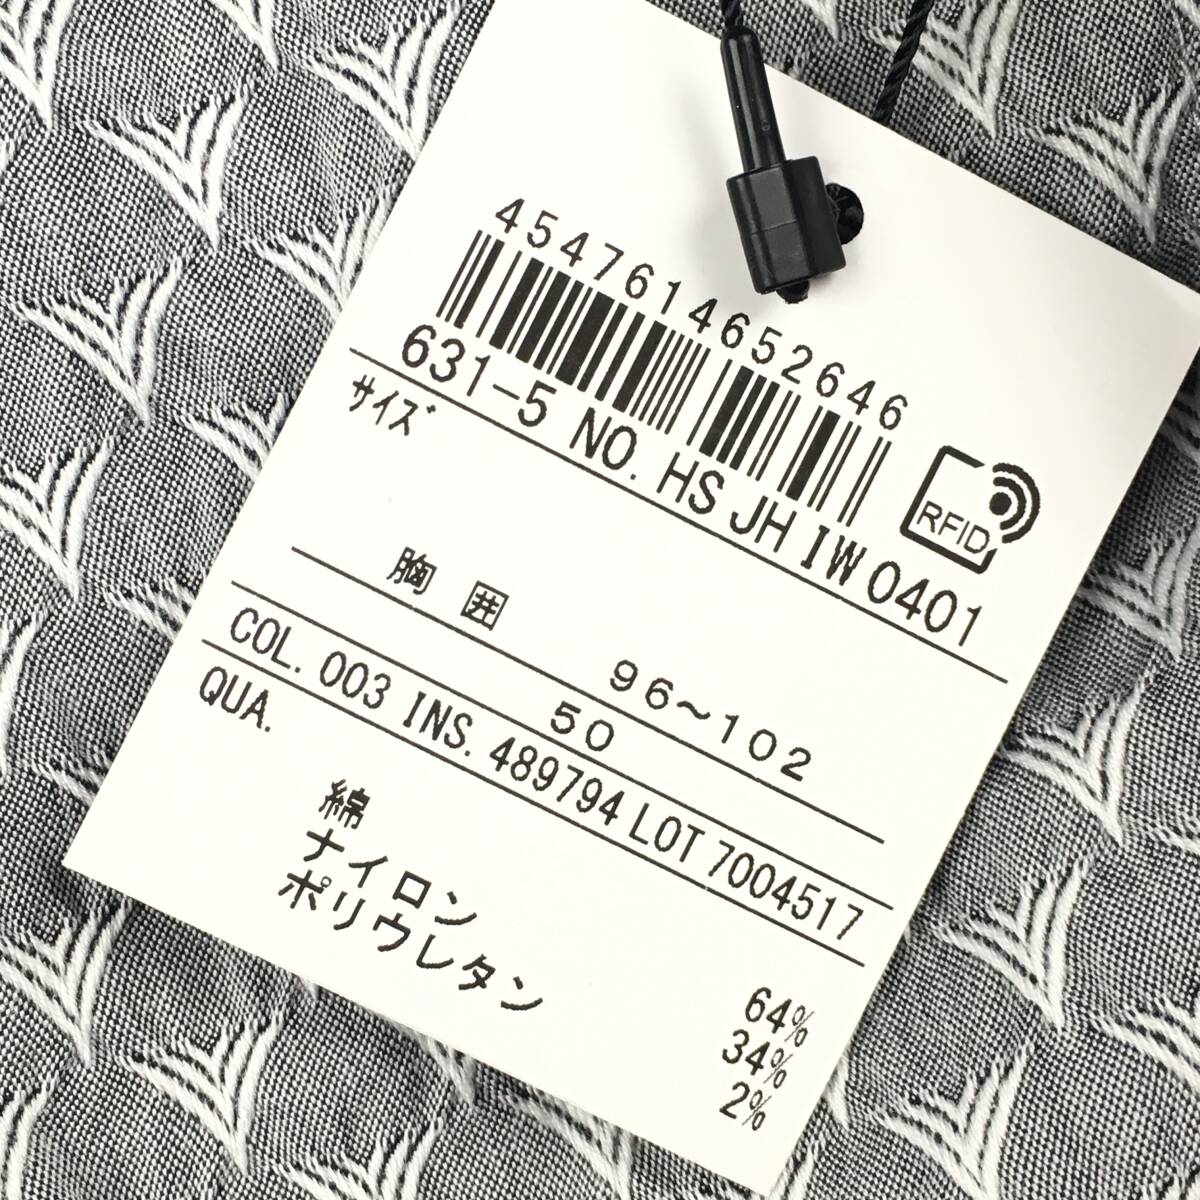 4547614652646
631-5 NO. HS JH IW 0401
RFID
サイズ
胸囲 96～102
50
COL. 003 INS. 489794 LOT 7004517
QUA.
綿 64%
ナイロン 34%
ポリウレタン 2%